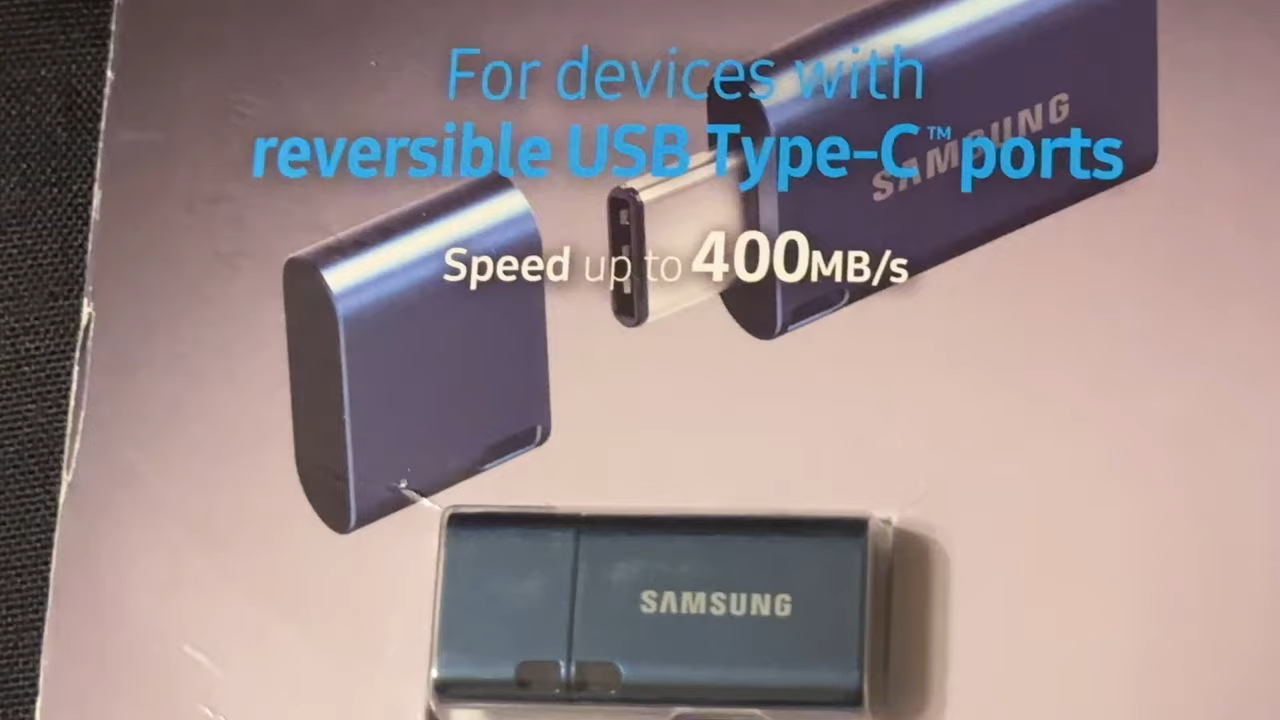 For devices with
reversible USB Type-C™ ports
SAMSUNG
Speed up to 400MB/s
SAMSUNG